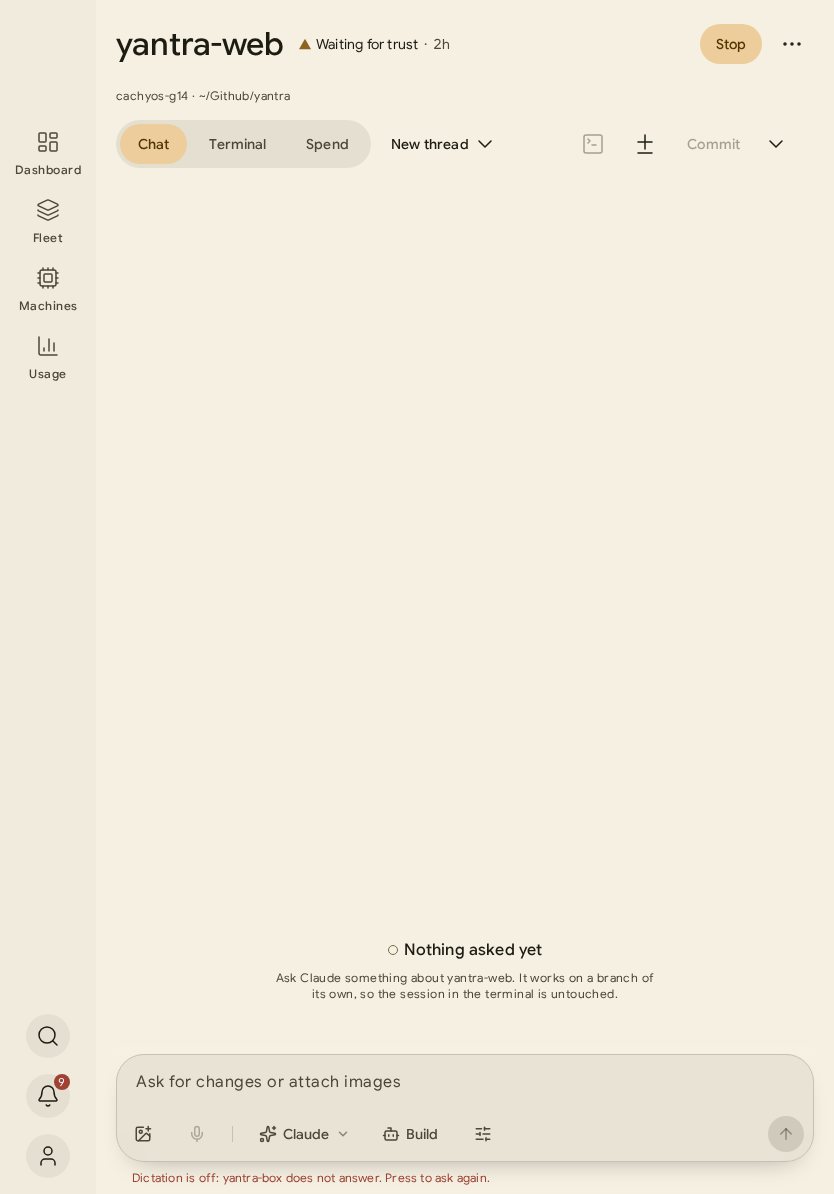 yantra-web
Waiting for trust · 2h
Stop
cachyos-g14 · ~/Github/yantra
Chat
Terminal
Spend
New thread
Commit
Dashboard
Fleet
Machines
Usage
Nothing asked yet
Ask Claude something about yantra-web. It works on a branch of
its own, so the session in the terminal is untouched.
9
Ask for changes or attach images
Claude
Build
Dictation is off: yantra-box does not answer. Press to ask again.